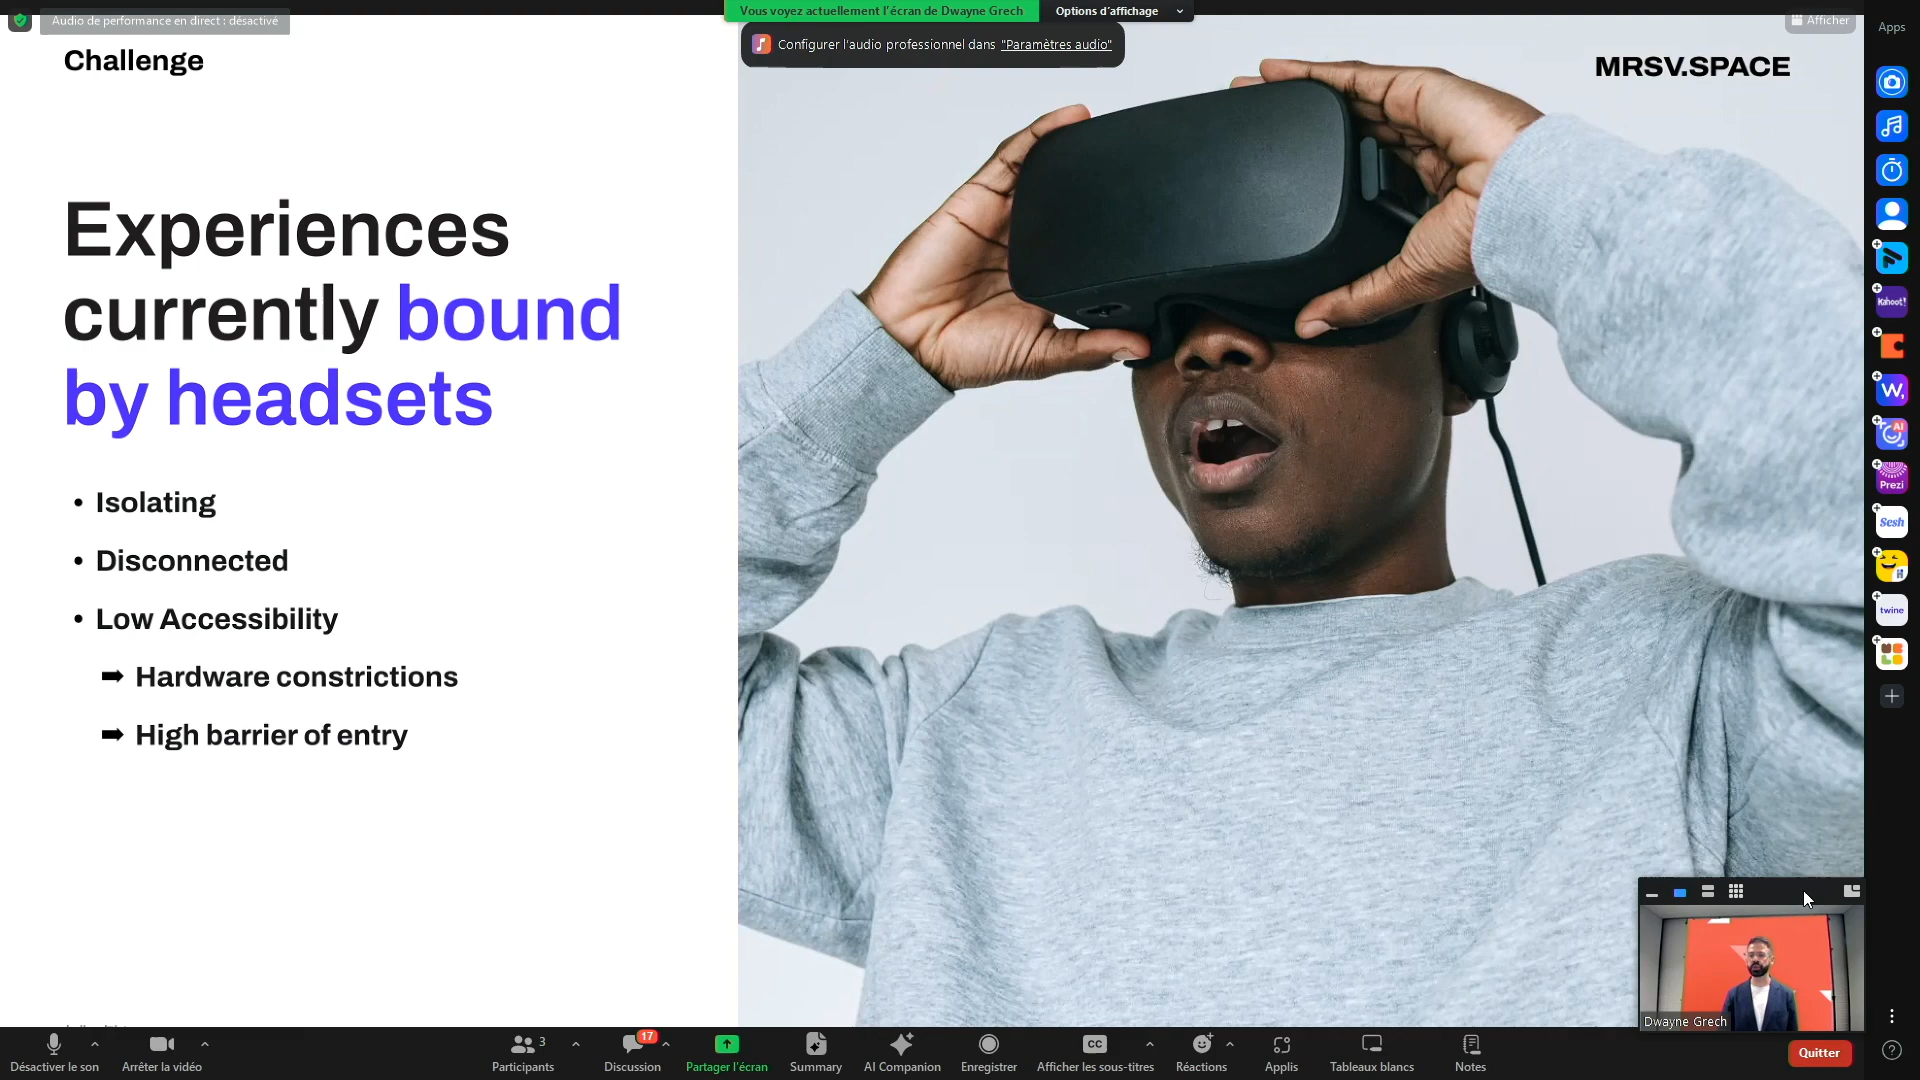 Audio de performance en direct : désactivé
Vous voyez actuellement l'écran de Dwayne Grech
Options d'affichage
Configurer l'audio professionnel dans "Paramètres audio"
Afficher
Apps
Challenge
MRSV.SPACE
Experiences
currently bound
by headsets
• Isolating
• Disconnected
• Low Accessibility
➡ Hardware constrictions
➡ High barrier of entry
Kahoot!
W,
AI
Prezi
Sesh
H
twine
Dwayne Grech
Désactiver le son
Arrêter la vidéo
3
Participants
17
Discussion
Partager l'écran
Summary
AI Companion
Enregistrer
CC
Afficher les sous-titres
Réactions
Applis
Tableaux blancs
Notes
Quitter